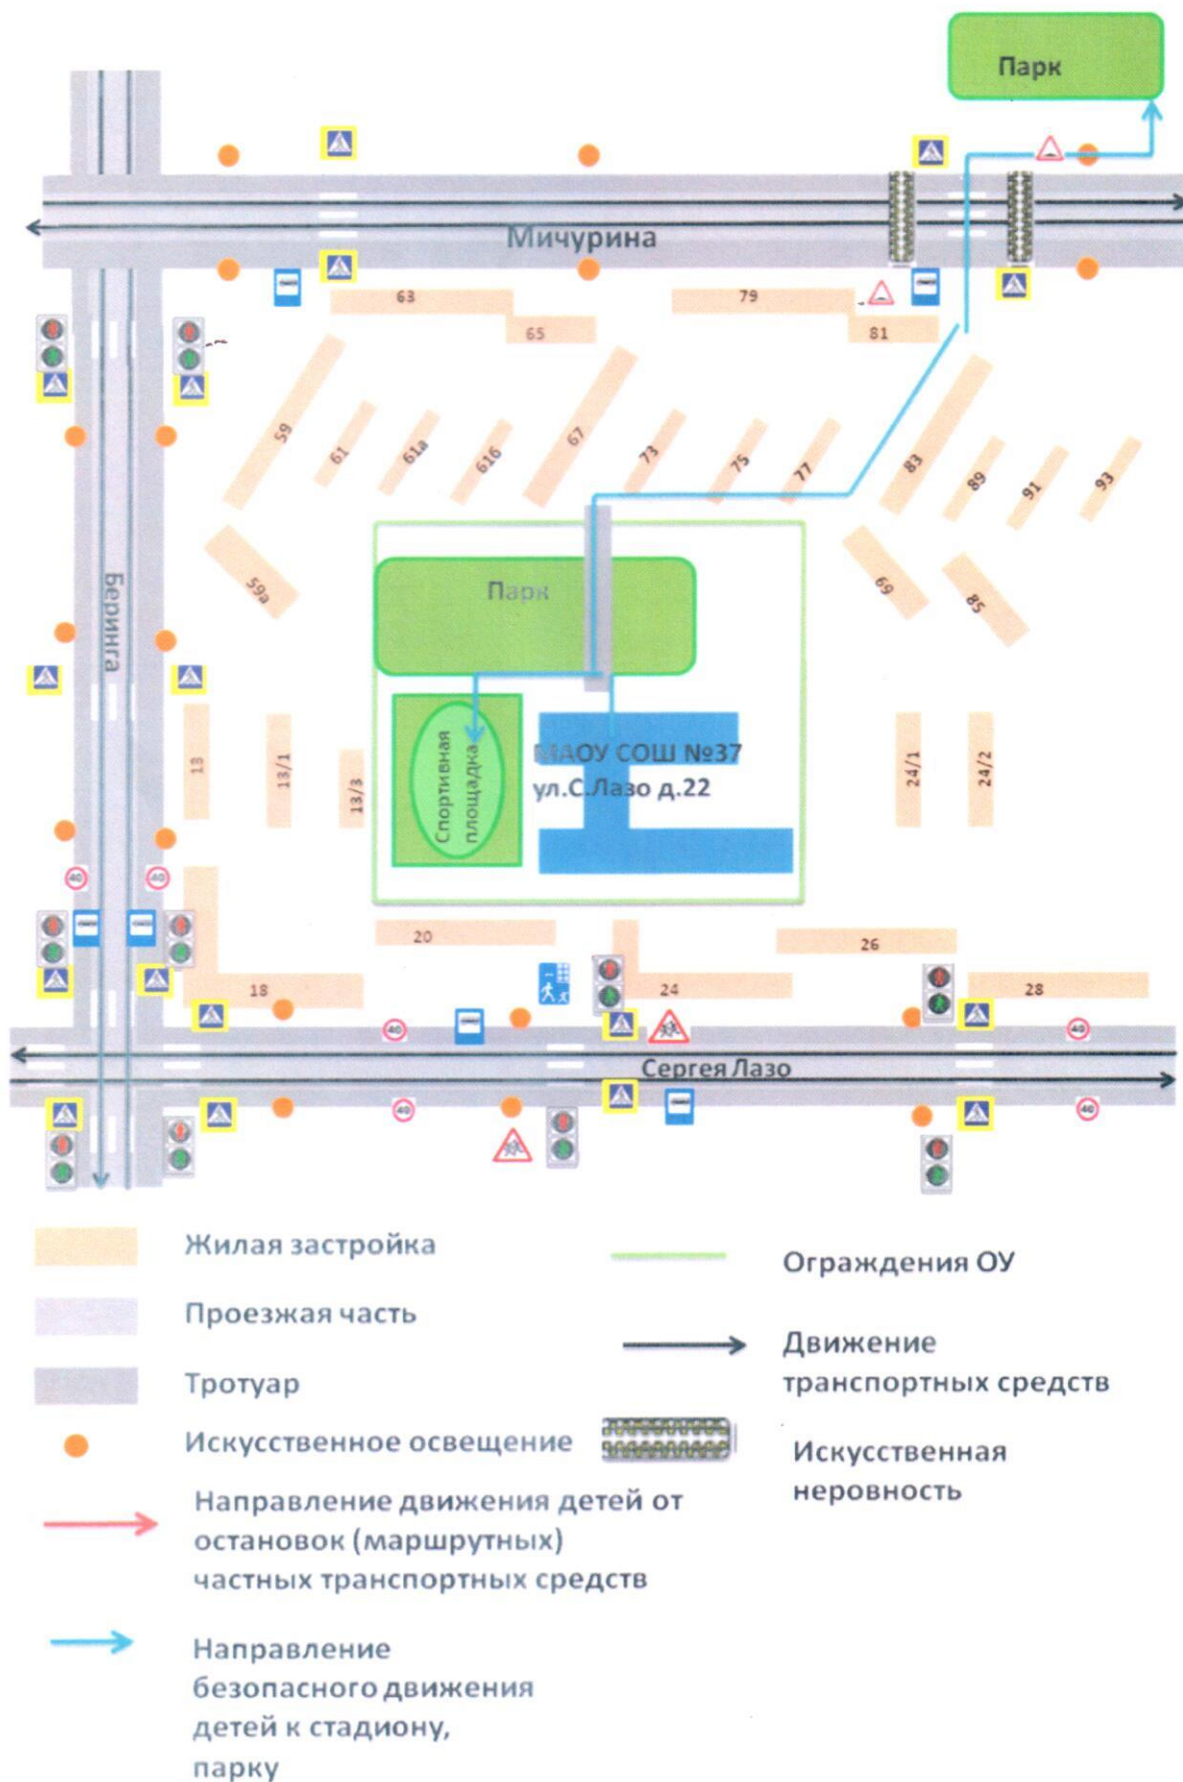 Парк
Мичурина
63
79
65
81
59
61
61а
61б
67
73
75
77
83
89
91
93
59а
Беринга
Парк
69
85
Спортивная
площадка
МАОУ СОШ №37
ул.С.Лазо д.22
13/1
13/3
24/1
24/2
40
40
20
26
18
24
28
40
40
Сергея Лазо
40
40
Жилая застройка
Ограждения ОУ
Проезжая часть
Движение
транспортных средств
Тротуар
Искусственное освещение
Искусственная
неровность
Направление движения детей от
остановок (маршрутных)
частных транспортных средств
Направление
безопасного движения
детей к стадиону,
парку